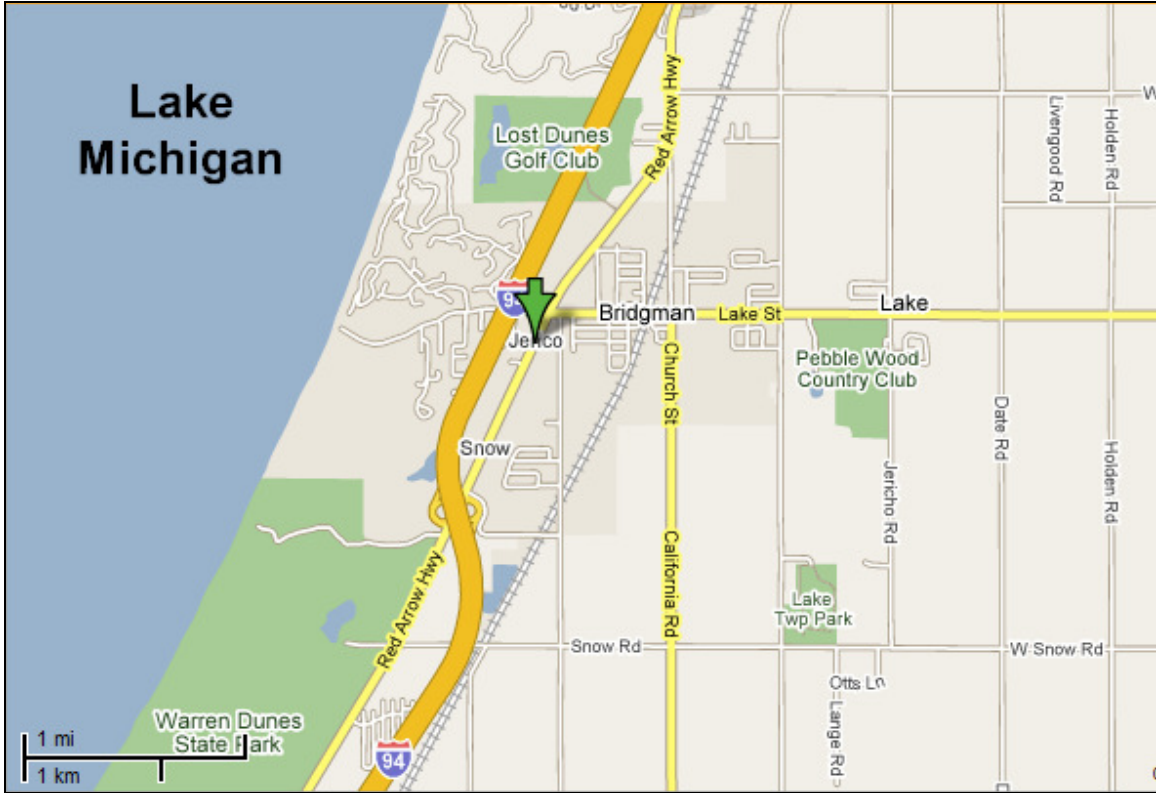 Lake
Michigan
Red Arrow Hwy
Lost Dunes
Golf Club
Red Arrow Hwy
Livengood Rd
Holden Rd
W
94
Jerico
Bridgman
Lake St
Lake
Pebble Wood
Country Club
Church St
Date Rd
Snow
Jericho Rd
Holden Rd
Red Arrow Hwy
California Rd
Lake
Twp Park
Snow Rd
W Snow Rd
Otts Ln
Lange Rd
Warren Dunes
State Park
94
1 mi
1 km